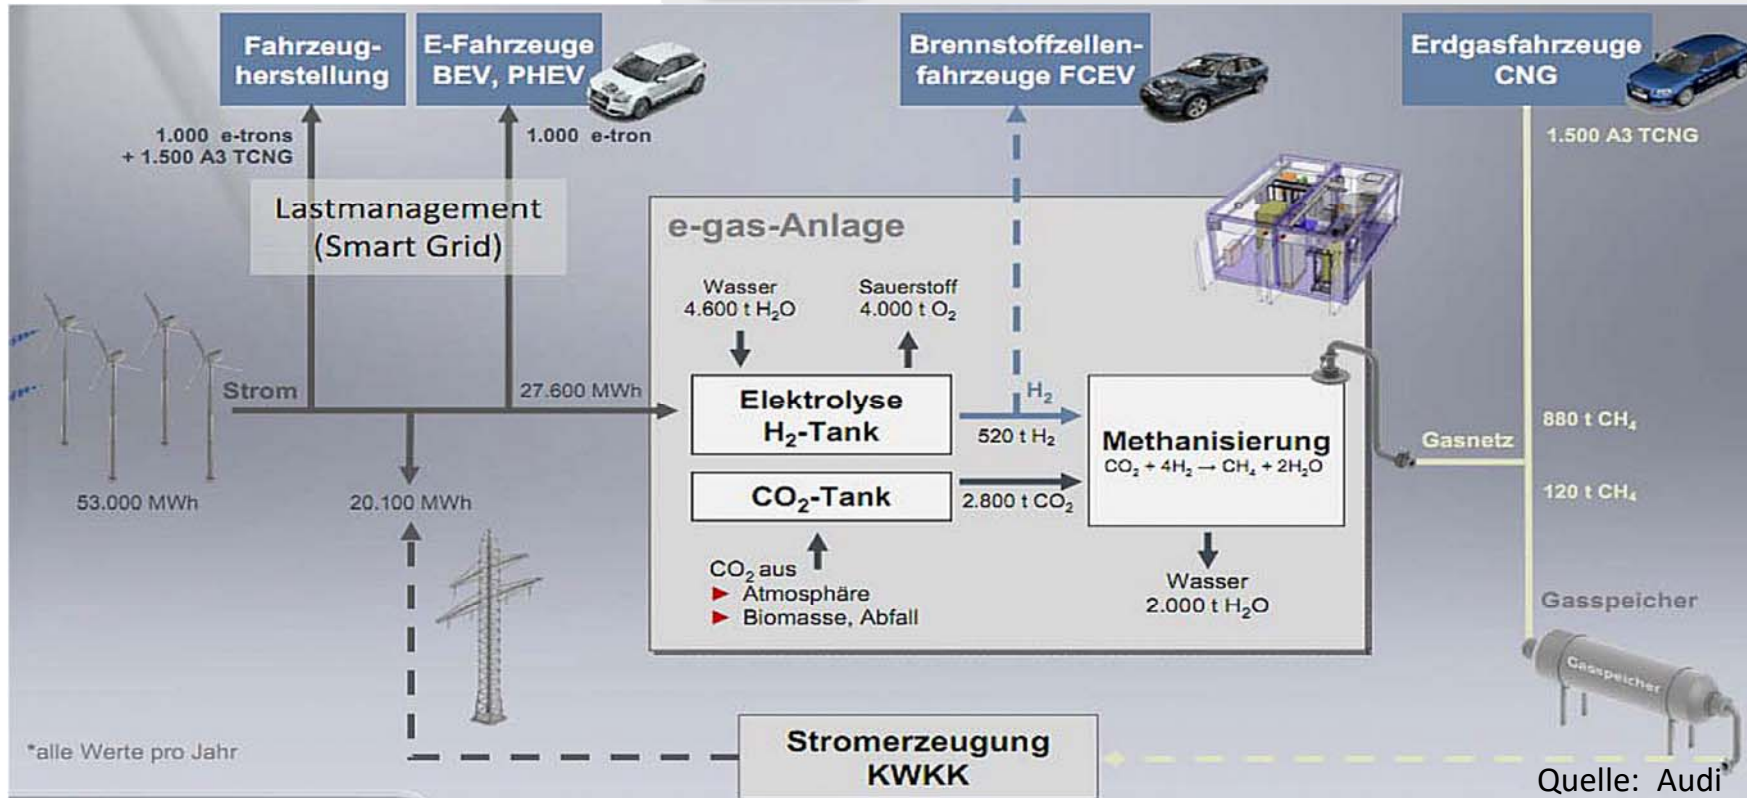 Fahrzeug-
herstellung
E-Fahrzeuge
BEV, PHEV
Brennstoffzellen-
fahrzeuge FCEV
Erdgasfahrzeuge
CNG
1.000 e-trons
+ 1.500 A3 TCNG
1.000 e-tron
1.500 A3 TCNG
Lastmanagement
(Smart Grid)
e-gas-Anlage
Wasser
4.600 t H₂O
Sauerstoff
4.000 t O₂
Strom
27.600 MWh
Elektrolyse
H₂-Tank
H₂
520 t H₂
Methanisierung
CO₂ + 4H₂ → CH₄ + 2H₂O
Gasnetz
880 t CH₄
120 t CH₄
53.000 MWh
20.100 MWh
CO₂-Tank
2.800 t CO₂
CO₂ aus
► Atmosphäre
► Biomasse, Abfall
Wasser
2.000 t H₂O
Gasspeicher
Gasspeicher
*alle Werte pro Jahr
Stromerzeugung
KWKK
Quelle: Audi